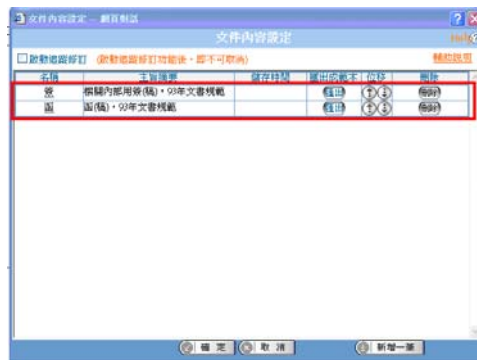 文件內容設定 -- 網頁對話
文件內容設定
Help
啟動追蹤修訂 (啟動追蹤修訂功能後，即不可取消) 輔助說明
名稱 主旨摘要 儲存時間 匯出成範本 位移 刪除
簽 機關內部用簽(稿)，93年文書規範 匯出 刪除
函 函(稿)，93年文書規範 匯出 刪除
確定 取消 新增一筆